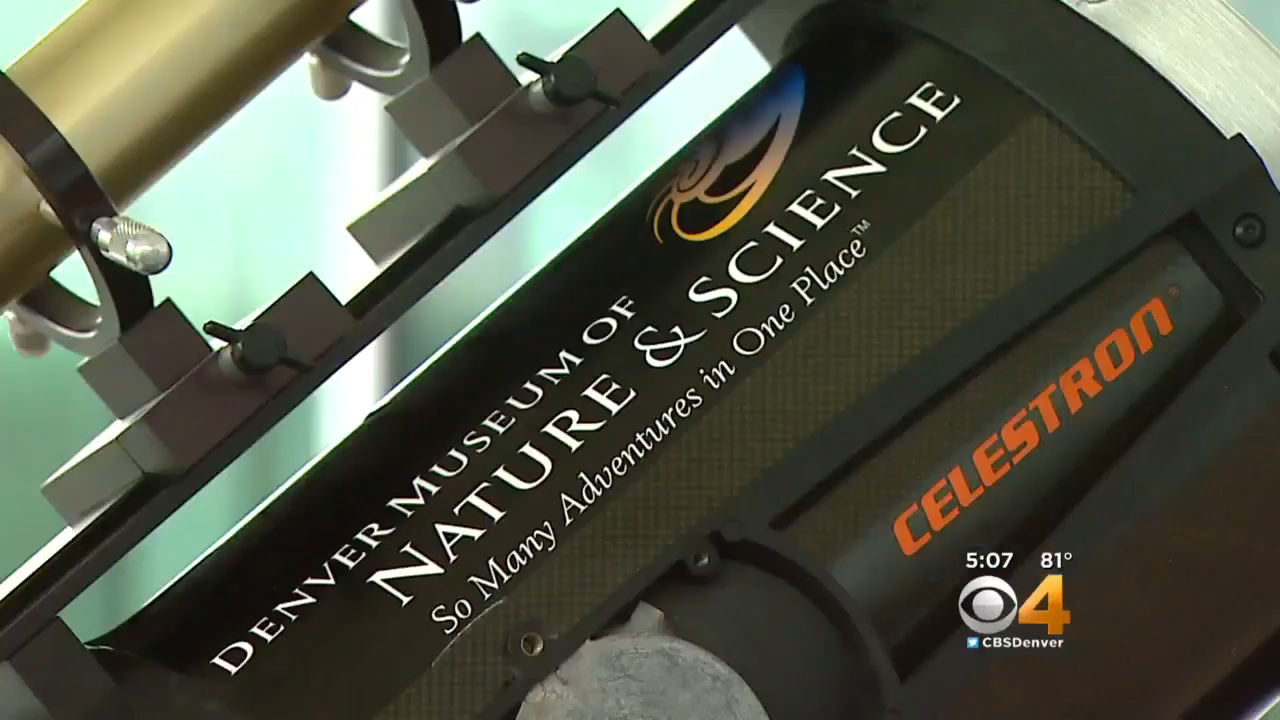 DENVER MUSEUM OF
NATURE & SCIENCE
So Many Adventures in One Place™
CELESTRON®
5:07 81°
4
CBSDenver